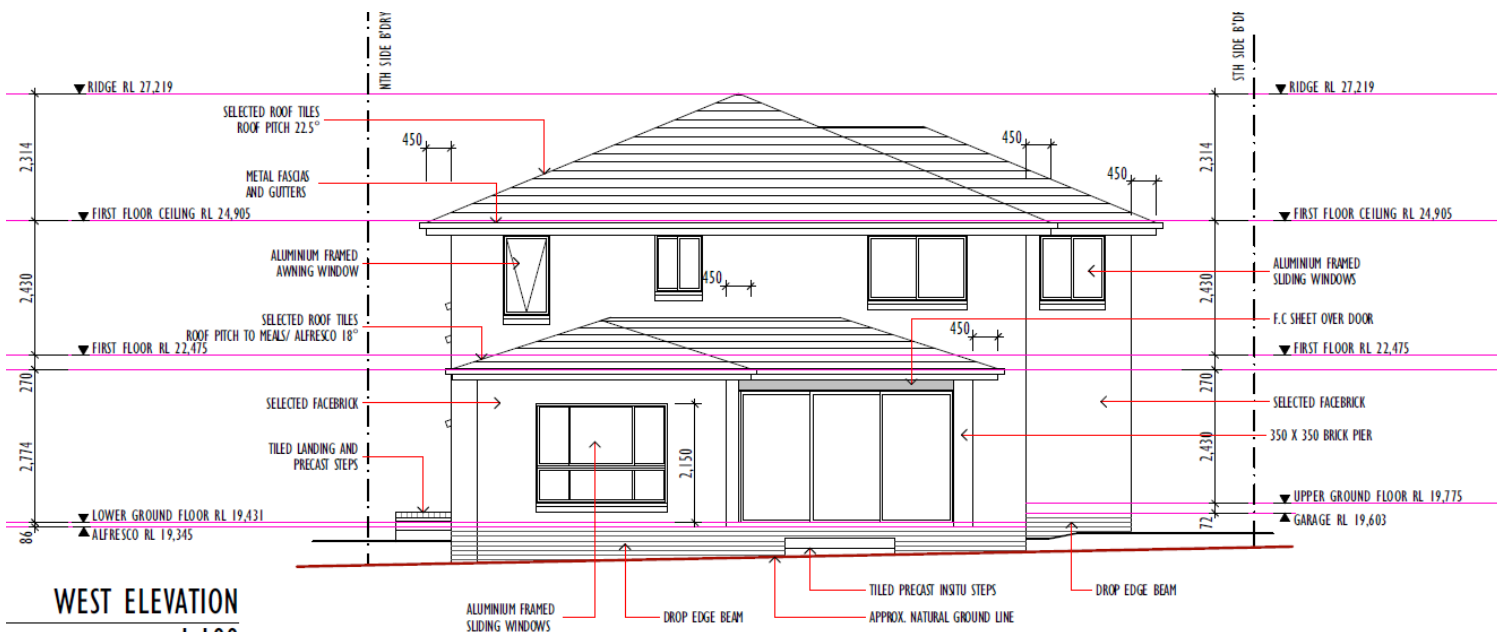 NTH SIDE B'DRY
RIDGE RL 27,219
SELECTED ROOF TILES
ROOF PITCH 22.5°
450
METAL FASCIAS
AND GUTTERS
2,314
FIRST FLOOR CEILING RL 24,905
ALUMINIUM FRAMED
AWNING WINDOW
2,430
SELECTED ROOF TILES
ROOF PITCH TO MEALS/ ALFRESCO 18°
FIRST FLOOR RL 22,475
270
SELECTED FACEBRICK
TILED LANDING AND
PRECAST STEPS
2,774
LOWER GROUND FLOOR RL 19,431
ALFRESCO RL 19,345
86
450
450
2,150
450
450
STH SIDE
RIDGE RL 27,219
2,314
FIRST FLOOR CEILING RL 24,905
ALUMINIUM FRAMED
SLIDING WINDOWS
2,430
F.C SHEET OVER DOOR
FIRST FLOOR RL 22,475
270
SELECTED FACEBRICK
350 X 350 BRICK PIER
2,430
UPPER GROUND FLOOR RL 19,775
GARAGE RL 19,603
72
WEST ELEVATION
ALUMINIUM FRAMED
SLIDING WINDOWS
DROP EDGE BEAM
TILED PRECAST INSITU STEPS
APPROX. NATURAL GROUND LINE
DROP EDGE BEAM